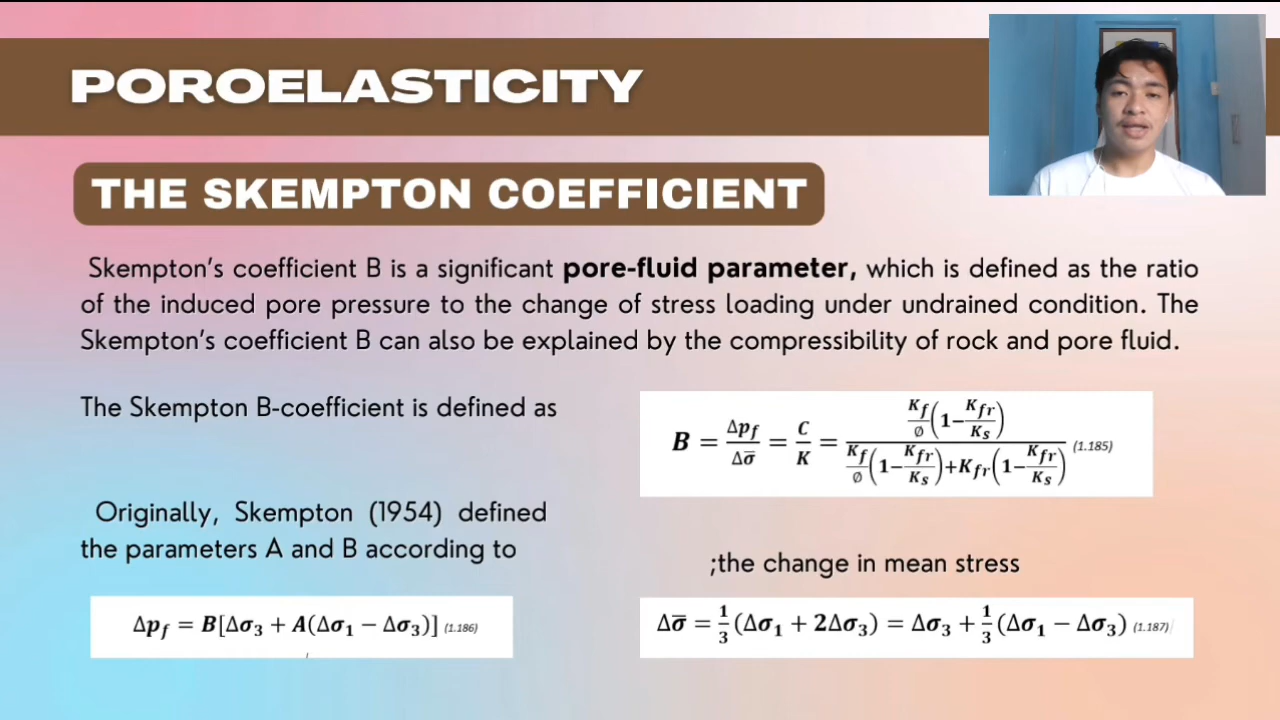 POROELASTICITY
THE SKEMPTON COEFFICIENT
Skempton's coefficient B is a significant pore-fluid parameter, which is defined as the ratio
of the induced pore pressure to the change of stress loading under undrained condition. The
Skempton's coefficient B can also be explained by the compressibility of rock and pore fluid.
The Skempton B-coefficient is defined as
B = Δp_f/Δσ̅ = C/K = (K_f/∅(1−K_fr/K_s))/(K_f/∅(1−K_fr/K_s)+K_fr(1−K_fr/K_s)) (1.185)
Originally, Skempton (1954) defined
the parameters A and B according to
Δp_f = B[Δσ_3 + A(Δσ_1 − Δσ_3)] (1.186)
;the change in mean stress
Δσ̅ = 1/3(Δσ_1 + 2Δσ_3) = Δσ_3 + 1/3(Δσ_1 − Δσ_3) (1.187)